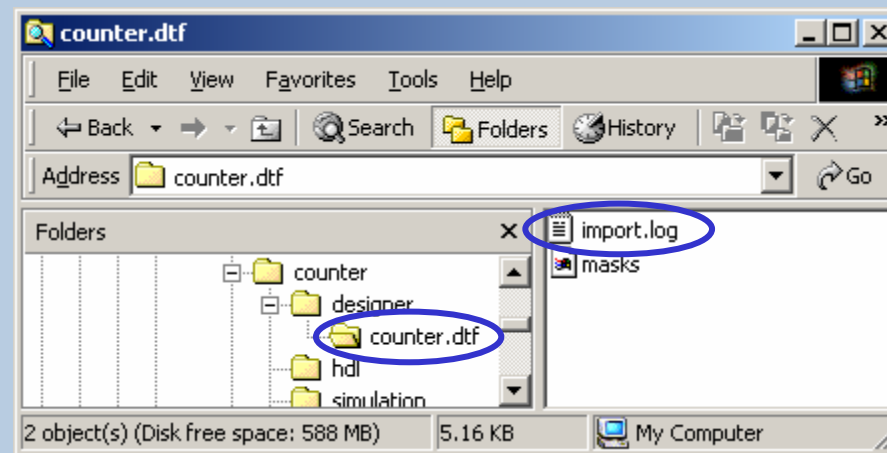 counter.dtf
File Edit View Favorites Tools Help
Back Search Folders History »
Address counter.dtf Go
Folders
import.log
masks
counter
designer
counter.dtf
hdl
simulation
2 object(s) (Disk free space: 588 MB) 5.16 KB My Computer